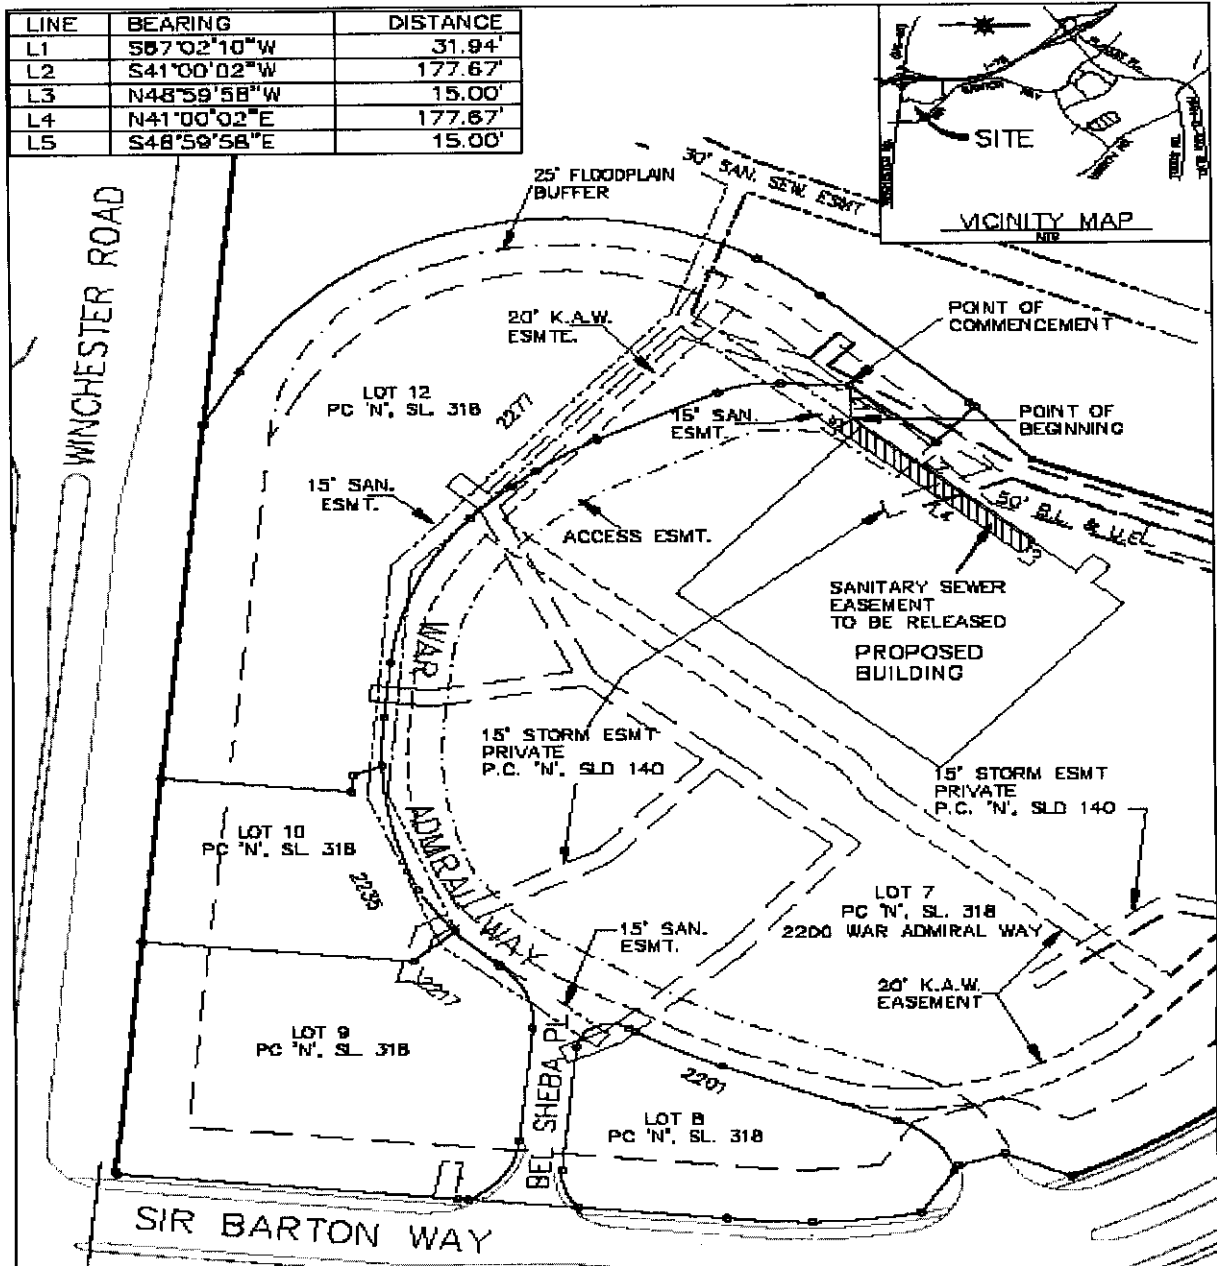 LINE BEARING DISTANCE
L1 S87°02'10"W 31.94'
L2 S41°00'02"W 177.67'
L3 N48°59'58"W 15.00'
L4 N41°00'02"E 177.67'
L5 S48°59'58"E 15.00'
I-75
SITE
VICINITY MAP
NTS
WINCHESTER ROAD
25' FLOODPLAIN
BUFFER
30' SAN. SEW. ESMT
20' K.A.W.
ESMTE.
POINT OF
COMMENCEMENT
LOT 12
PC 'N', SL. 318
2277
15' SAN.
ESMT.
POINT OF
BEGINNING
15' SAN.
ESMT.
ACCESS ESMT.
L4
50' B.L. & U.E.
SANITARY SEWER
EASEMENT
TO BE RELEASED
PROPOSED
BUILDING
WAR
ADMIRAL WAY
15' STORM ESMT
PRIVATE
P.C. 'N', SLD 140
15' STORM ESMT
PRIVATE
P.C. 'N', SLD 140
LOT 10
PC 'N', SL 318
2235
LOT 7
PC 'N', SL. 318
2200 WAR ADMIRAL WAY
15' SAN.
ESMT.
2217
20' K.A.W.
EASEMENT
LOT 9
PC 'N', SL 318
BEL SHEBA PL
2201
LOT 8
PC 'N', SL. 318
SIR BARTON WAY